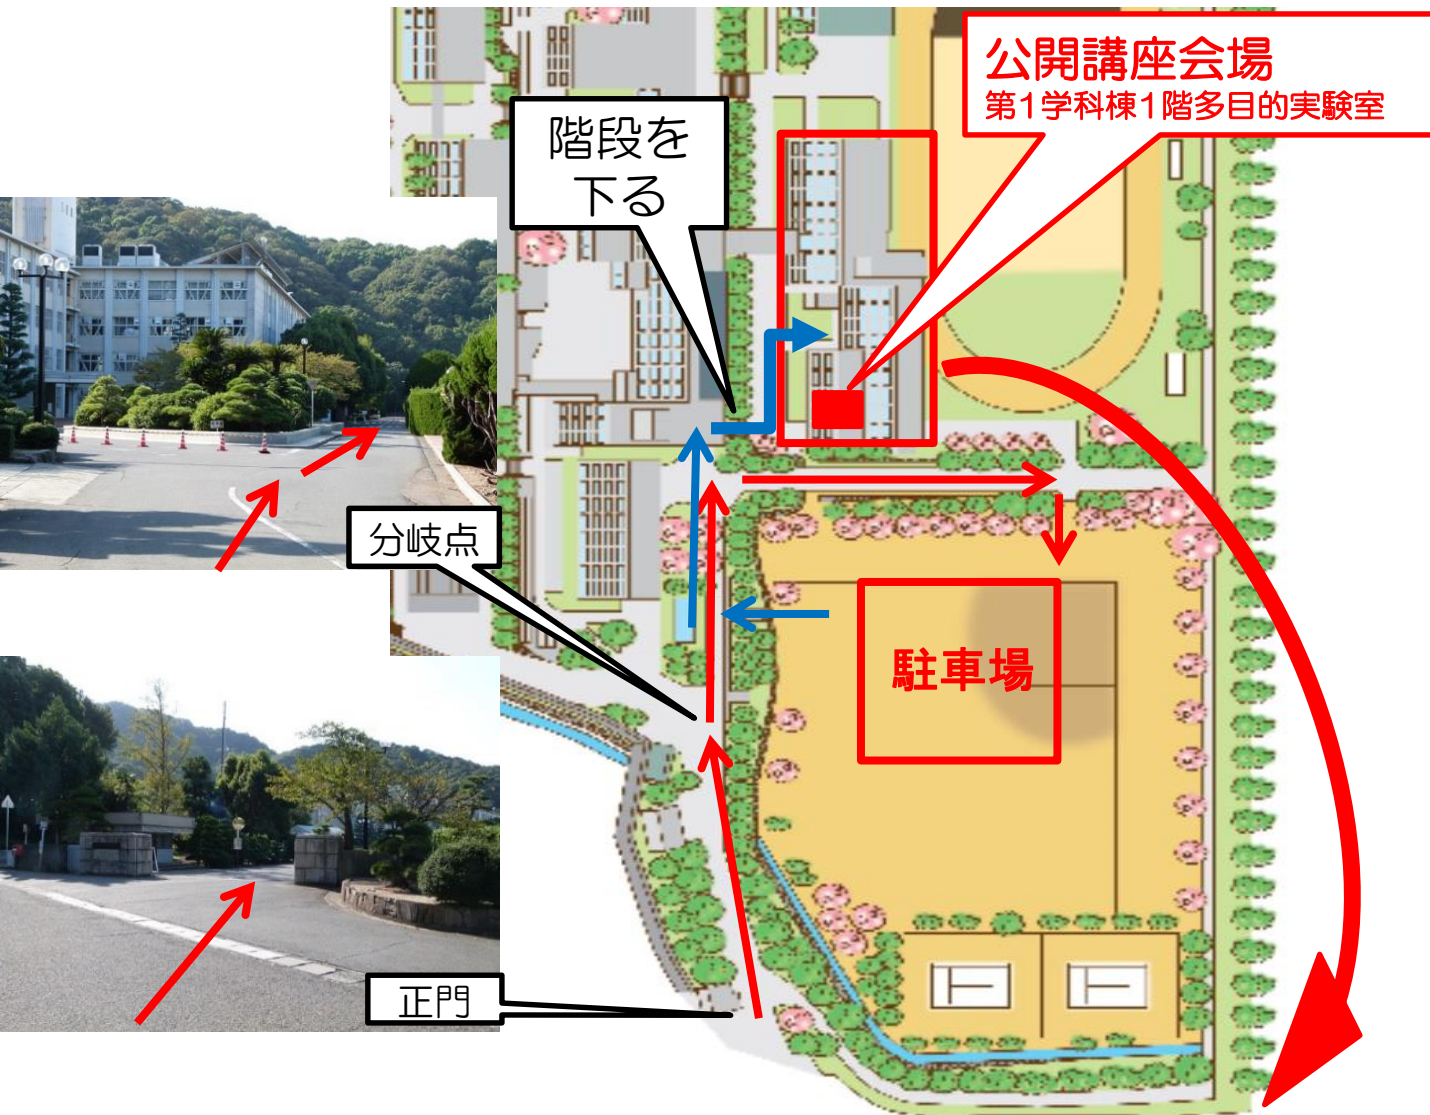 公開講座会場
第1学科棟1階多目的実験室
階段を
下る
分岐点
駐車場
正門